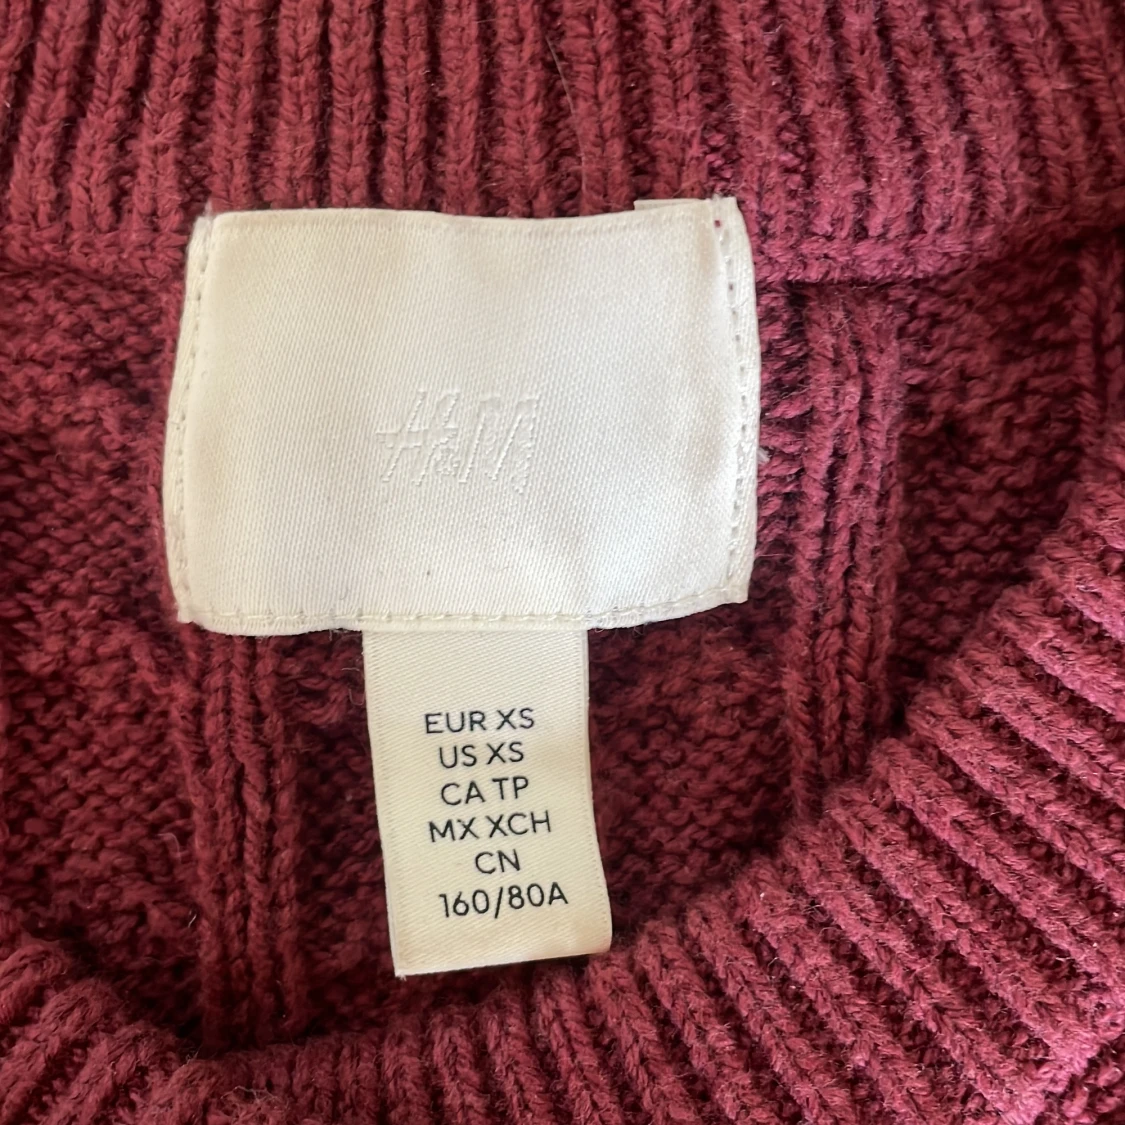 H&M
EUR XS
US XS
CA TP
MX XCH
CN
160/80A